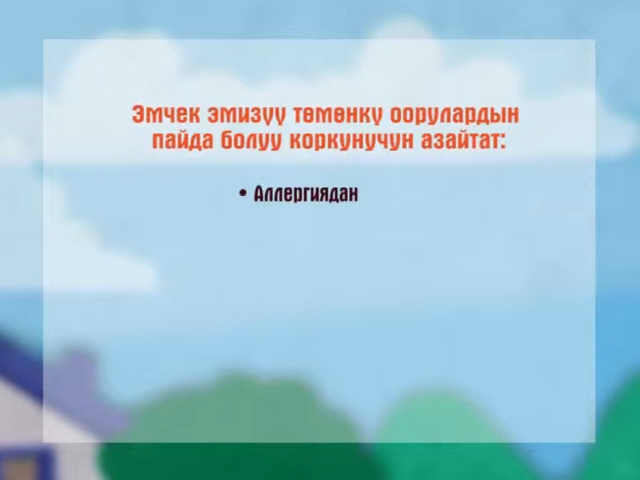 Эмчек эмизүү төмөнкү оорулардын
пайда болуу коркунучун азайтат:
• Аллергиядан